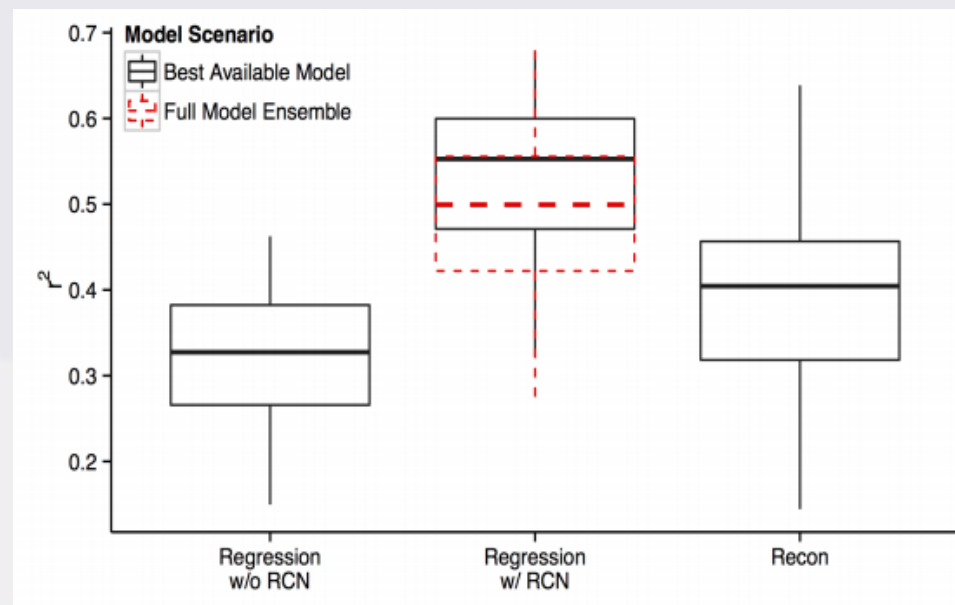 0.7
Model Scenario
Best Available Model
Full Model Ensemble
0.6
0.5
0.4
0.3
0.2
r²
Regression
w/o RCN
Regression
w/ RCN
Recon